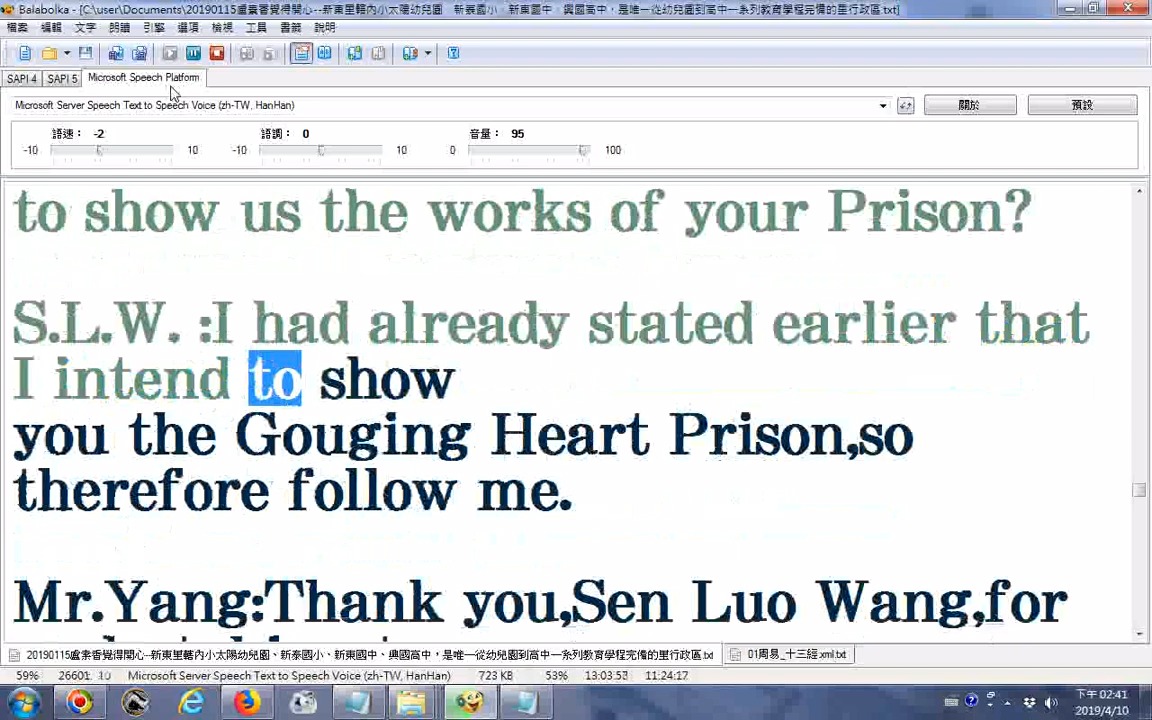 Balabolka - [C:\user\Documents\20190115盧素香覺得開心--新東里轄內小太陽幼兒園、新泰國小、新東國中、興國高中，是唯一從幼兒園到高中一系列教育學程完備的里行政區.txt]
檔案 編輯 文字 朗讀 引擎 選項 檢視 工具 書籤 說明
SAPI 4 SAPI 5 Microsoft Speech Platform
Microsoft Server Speech Text to Speech Voice (zh-TW, HanHan) 關於 預設
語速： -2 語調： 0 音量： 95
-10 10 -10 10 0 100
to show us the works of your Prison?
S.L.W. :I had already stated earlier that
I intend to show
you the Gouging Heart Prison,so
therefore follow me.
Mr.Yang:Thank you,Sen Luo Wang,for
20190115盧素香覺得開心--新東里轄內小太陽幼兒園、新泰國小、新東國中、興國高中，是唯一從幼兒園到高中一系列教育學程完備的里行政區.txt 01周易_十三經.xml.txt
59% 26601: 10 Microsoft Server Speech Text to Speech Voice (zh-TW, HanHan) 723 KB 53% 13:03:53 11:24:17
下午 02:41
2019/4/10